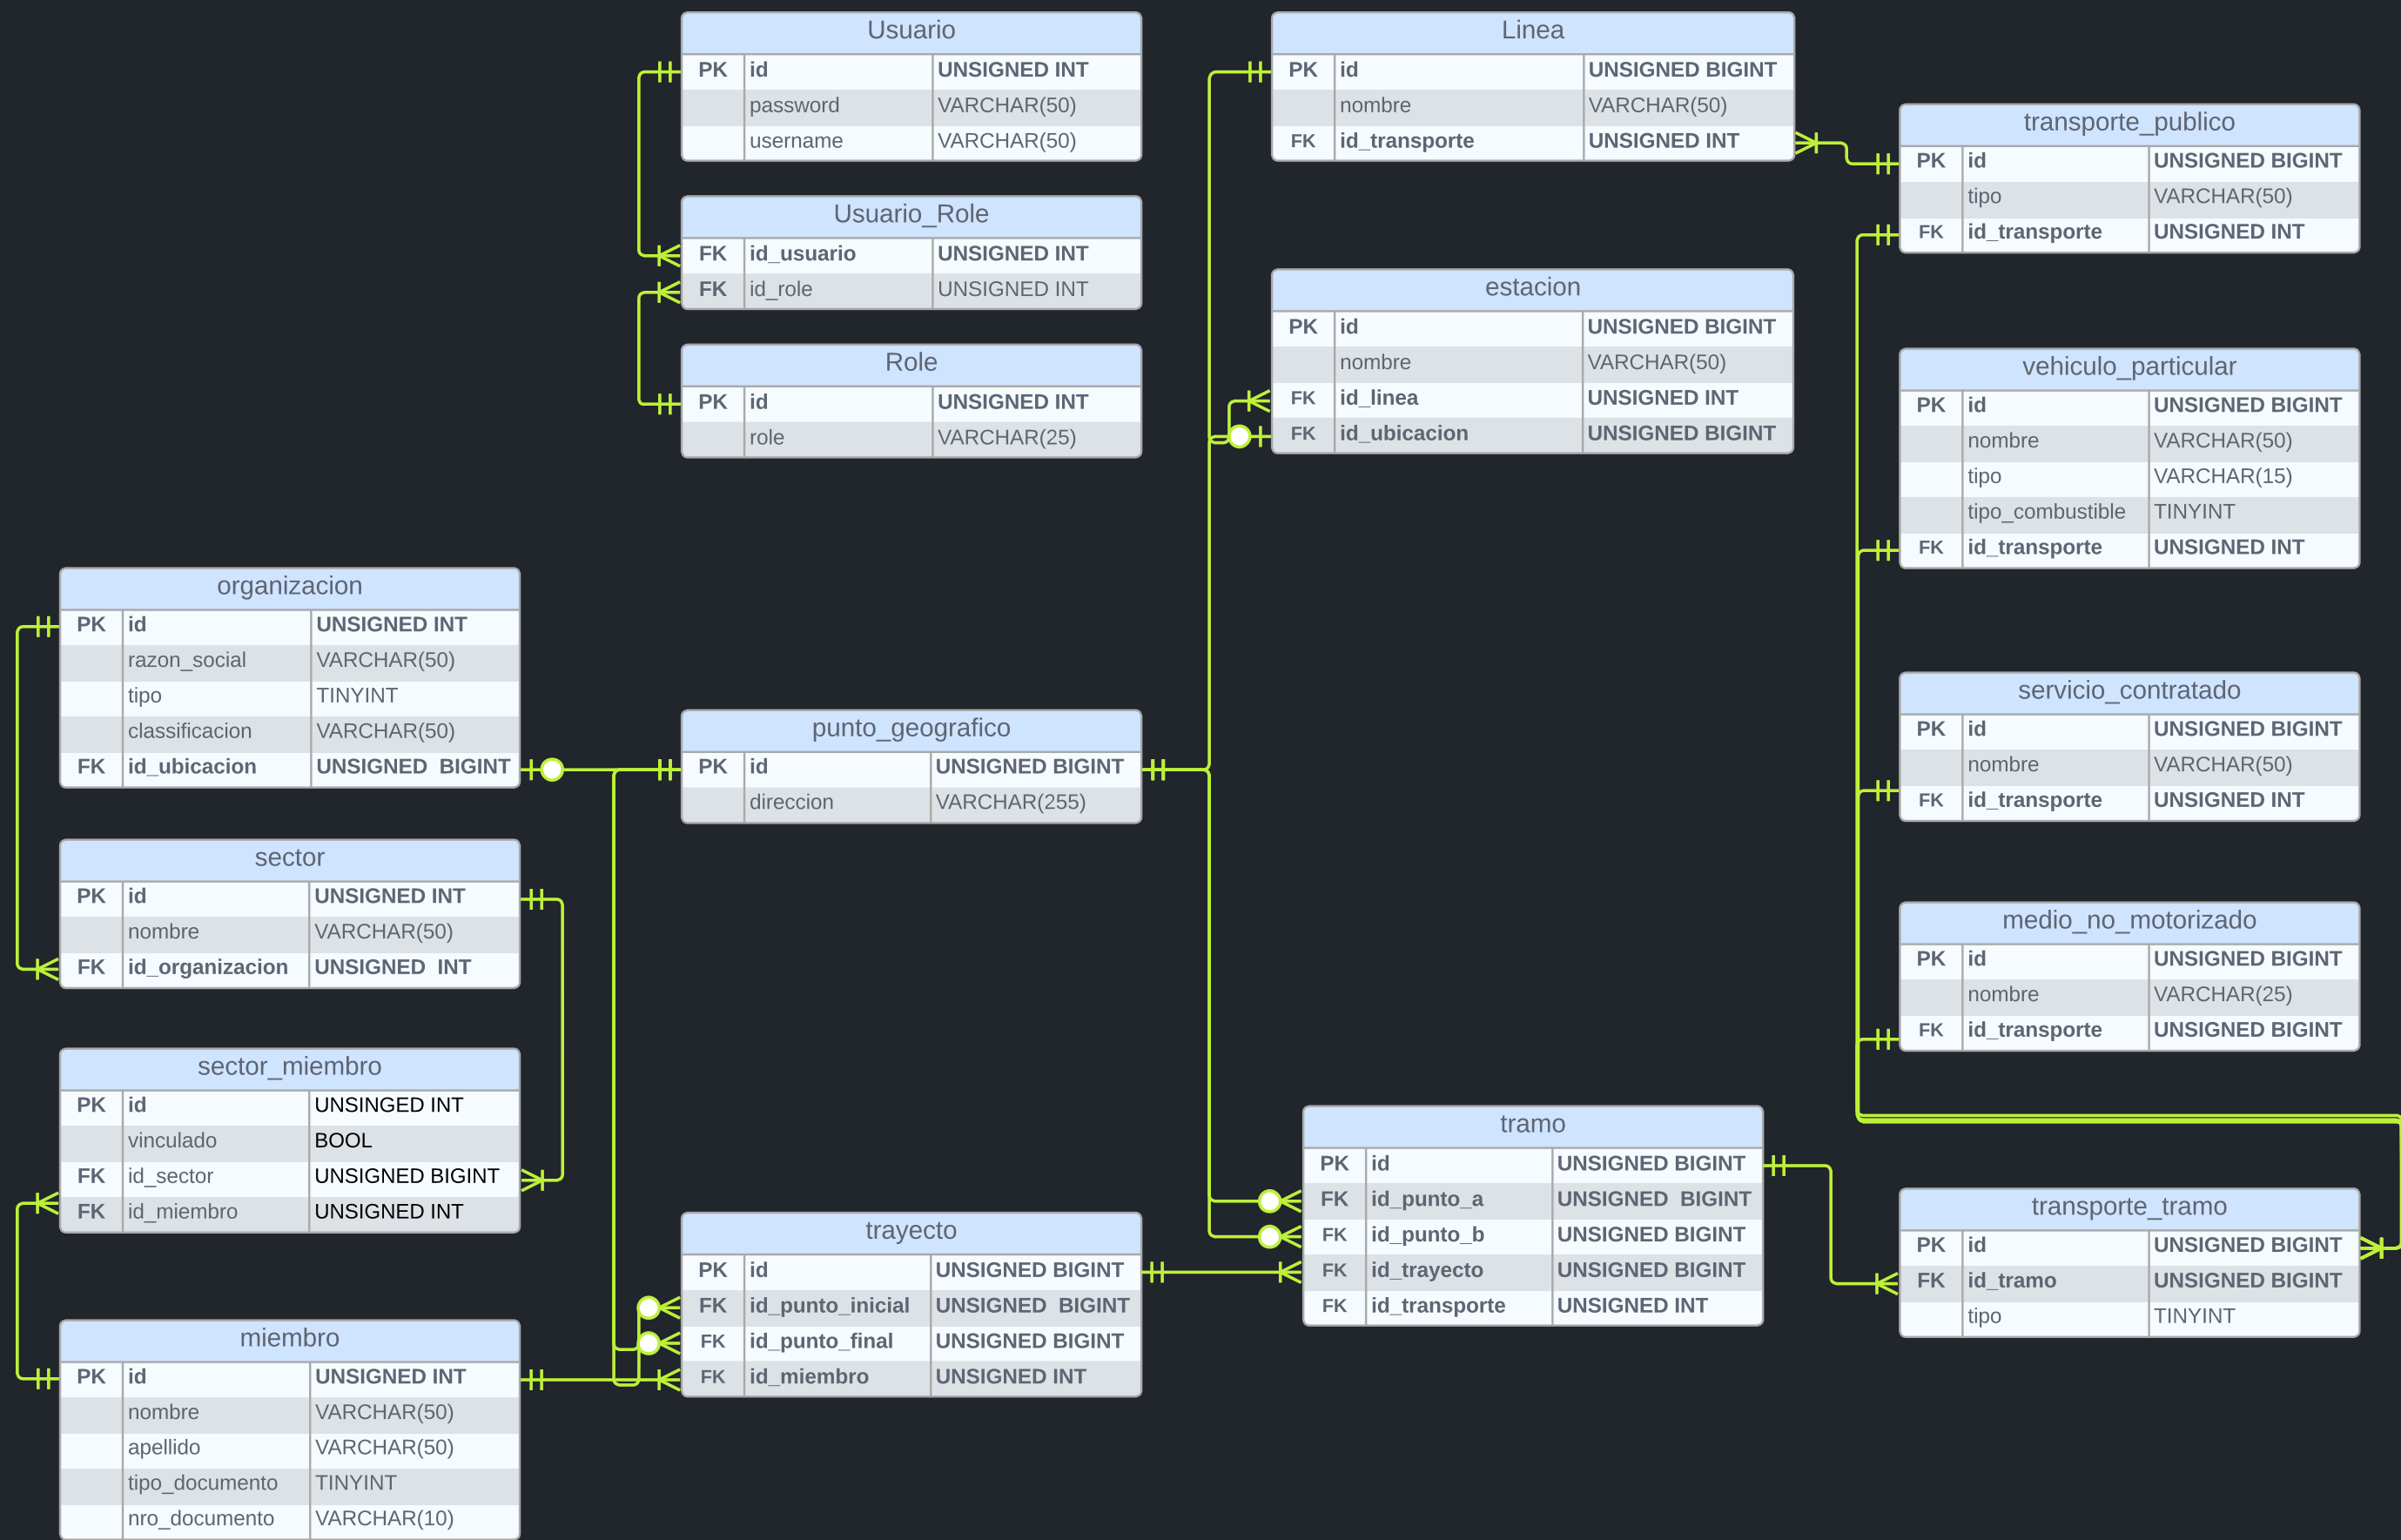 Usuario
PK id UNSIGNED INT
password VARCHAR(50)
username VARCHAR(50)
Usuario_Role
FK id_usuario UNSIGNED INT
FK id_role UNSIGNED INT
Role
PK id UNSIGNED INT
role VARCHAR(25)
Linea
PK id UNSIGNED BIGINT
nombre VARCHAR(50)
FK id_transporte UNSIGNED INT
estacion
PK id UNSIGNED BIGINT
nombre VARCHAR(50)
FK id_linea UNSIGNED INT
FK id_ubicacion UNSIGNED BIGINT
transporte_publico
PK id UNSIGNED BIGINT
tipo VARCHAR(50)
FK id_transporte UNSIGNED INT
vehiculo_particular
PK id UNSIGNED BIGINT
nombre VARCHAR(50)
tipo VARCHAR(15)
tipo_combustible TINYINT
FK id_transporte UNSIGNED INT
organizacion
PK id UNSIGNED INT
razon_social VARCHAR(50)
tipo TINYINT
classificacion VARCHAR(50)
FK id_ubicacion UNSIGNED BIGINT
punto_geografico
PK id UNSIGNED BIGINT
direccion VARCHAR(255)
servicio_contratado
PK id UNSIGNED BIGINT
nombre VARCHAR(50)
FK id_transporte UNSIGNED INT
sector
PK id UNSIGNED INT
nombre VARCHAR(50)
FK id_organizacion UNSIGNED INT
medio_no_motorizado
PK id UNSIGNED BIGINT
nombre VARCHAR(25)
FK id_transporte UNSIGNED BIGINT
sector_miembro
PK id UNSINGED INT
vinculado BOOL
FK id_sector UNSIGNED BIGINT
FK id_miembro UNSIGNED INT
miembro
PK id UNSIGNED INT
nombre VARCHAR(50)
apellido VARCHAR(50)
tipo_documento TINYINT
nro_documento VARCHAR(10)
trayecto
PK id UNSIGNED BIGINT
FK id_punto_inicial UNSIGNED BIGINT
FK id_punto_final UNSIGNED BIGINT
FK id_miembro UNSIGNED INT
tramo
PK id UNSIGNED BIGINT
FK id_punto_a UNSIGNED BIGINT
FK id_punto_b UNSIGNED BIGINT
FK id_trayecto UNSIGNED BIGINT
FK id_transporte UNSIGNED INT
transporte_tramo
PK id UNSIGNED BIGINT
FK id_tramo UNSIGNED BIGINT
tipo TINYINT